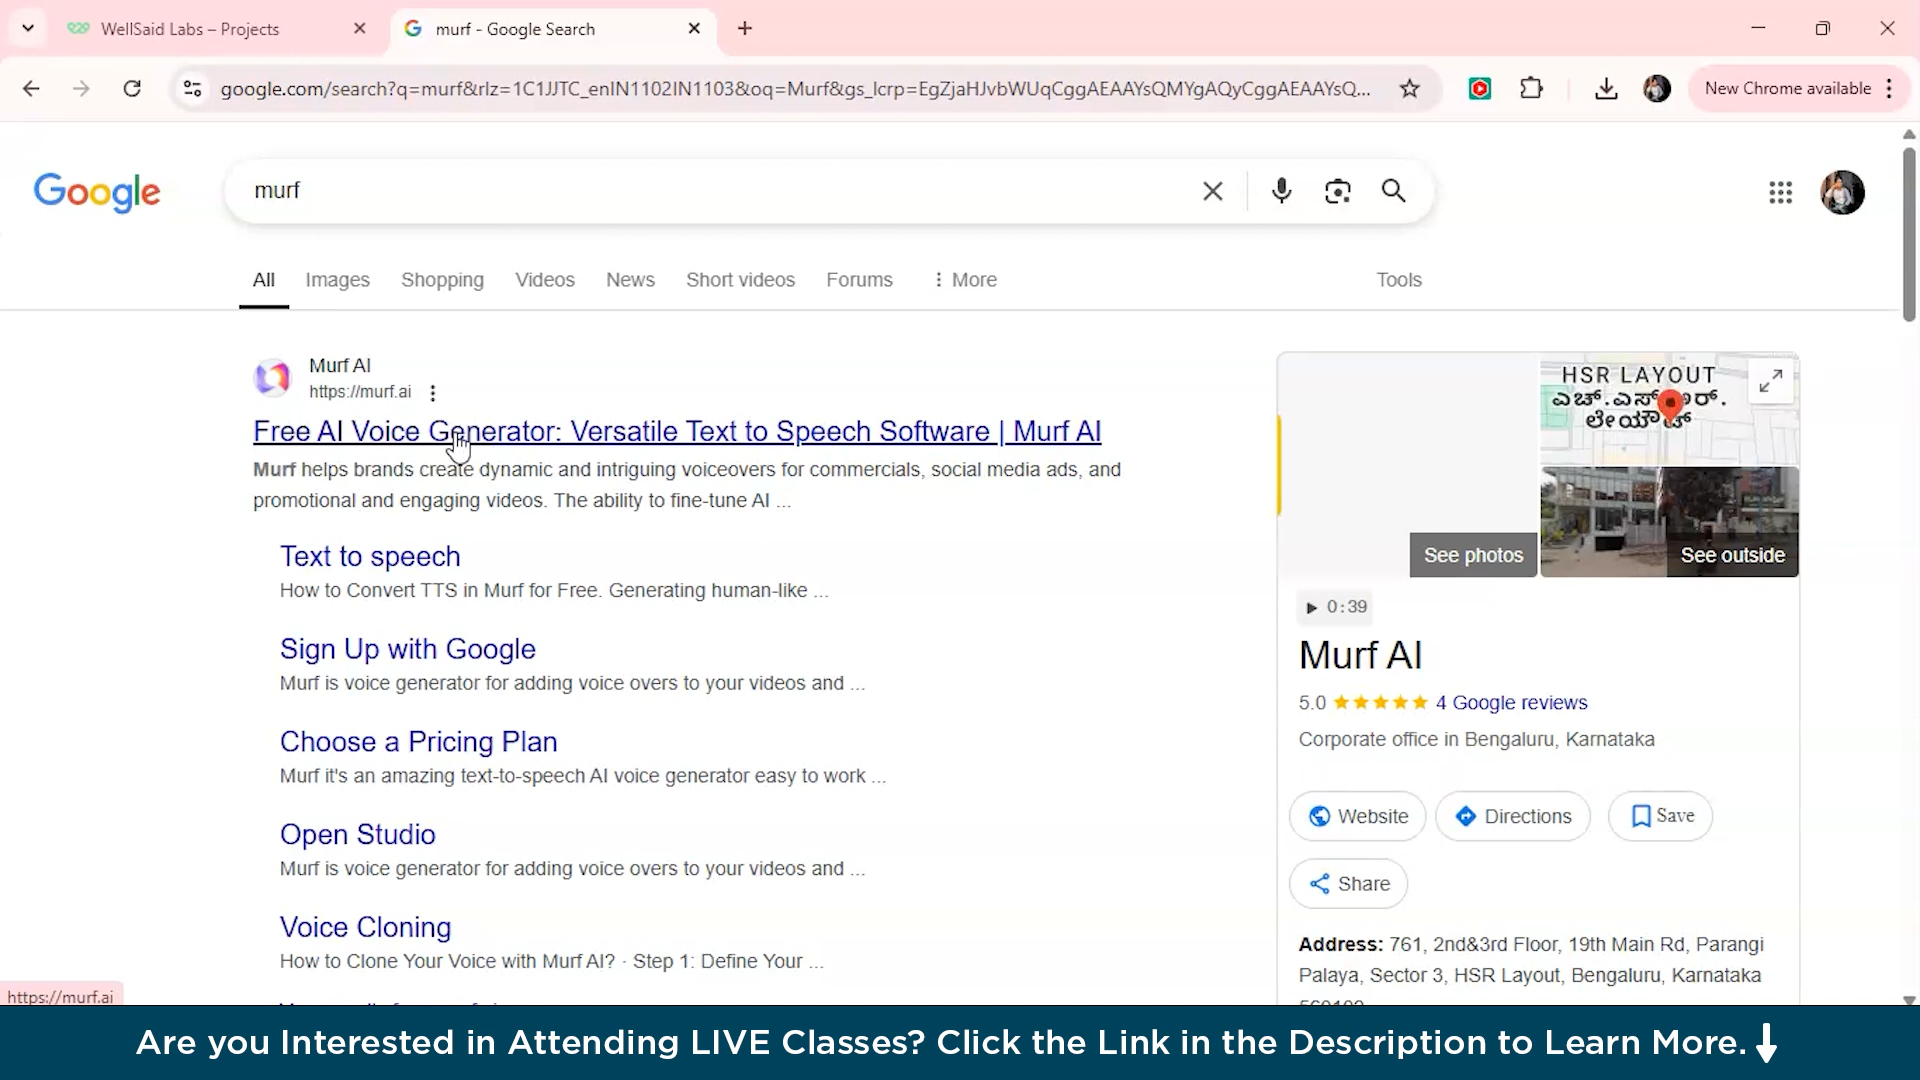 WellSaid Labs – Projects
murf - Google Search
google.com/search?q=murf&rlz=1C1JJTC_enIN1102IN1103&oq=Murf&gs_lcrp=EgZjaHJvbWUqCggAEAAYsQMYgAQyCggAEAAYsQ...
New Chrome available
Google
murf
All Images Shopping Videos News Short videos Forums More Tools
Murf AI
https://murf.ai
Free AI Voice Generator: Versatile Text to Speech Software | Murf AI
Murf helps brands create dynamic and intriguing voiceovers for commercials, social media ads, and
promotional and engaging videos. The ability to fine-tune AI ...
Text to speech
How to Convert TTS in Murf for Free. Generating human-like ...
Sign Up with Google
Murf is voice generator for adding voice overs to your videos and ...
Choose a Pricing Plan
Murf it's an amazing text-to-speech AI voice generator easy to work ...
Open Studio
Murf is voice generator for adding voice overs to your videos and ...
Voice Cloning
How to Clone Your Voice with Murf AI? · Step 1: Define Your ...
HSR LAYOUT
ಲೇಯೌಟ್
See photos
See outside
0:39
Murf AI
5.0 4 Google reviews
Corporate office in Bengaluru, Karnataka
Website
Directions
Save
Share
Address: 761, 2nd&3rd Floor, 19th Main Rd, Parangi
Palaya, Sector 3, HSR Layout, Bengaluru, Karnataka
https://murf.ai
Are you Interested in Attending LIVE Classes? Click the Link in the Description to Learn More.